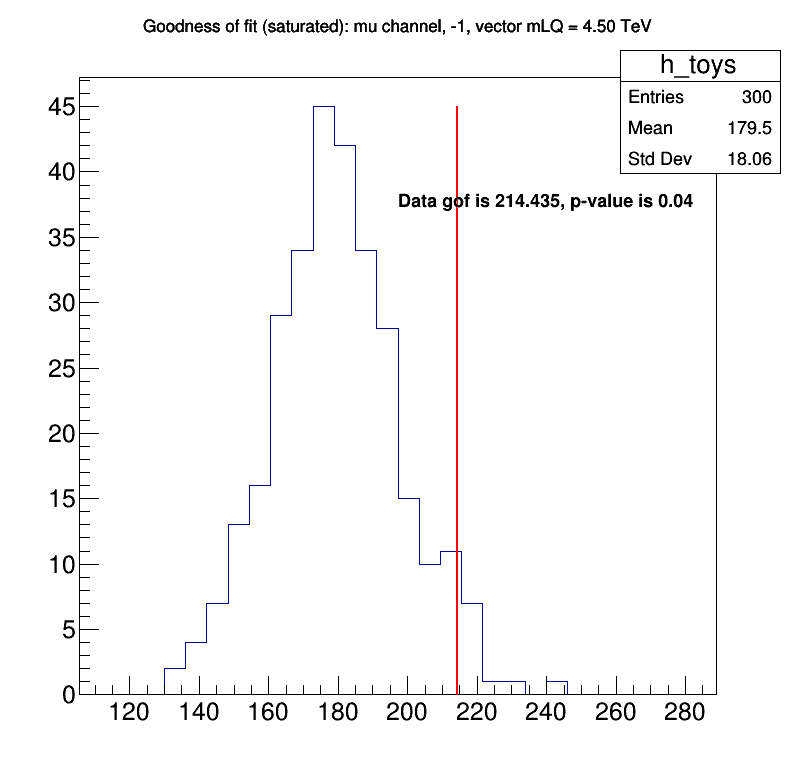 Goodness of fit (saturated): mu channel, -1, vector mLQ = 4.50 TeV
h_toys
Entries 300
Mean 179.5
Std Dev 18.06
Data gof is 214.435, p-value is 0.04
45
40
35
30
25
20
15
10
5
0
120 140 160 180 200 220 240 260 280